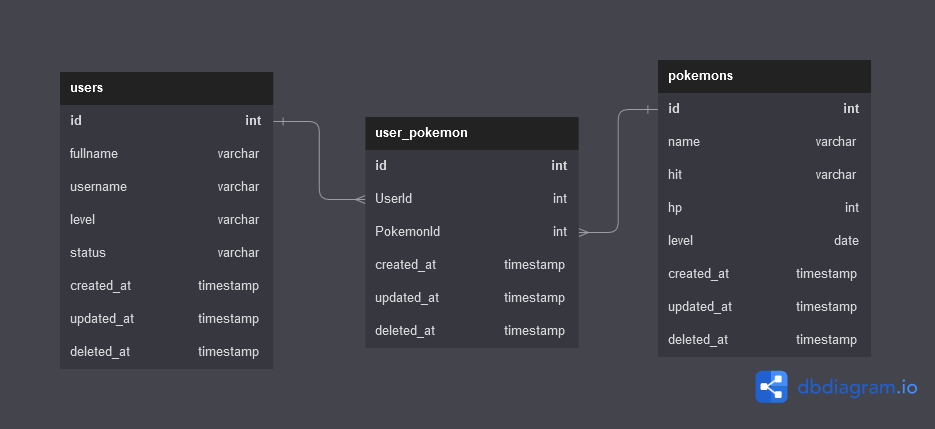 users
id int
fullname varchar
username varchar
level varchar
status varchar
created_at timestamp
updated_at timestamp
deleted_at timestamp
user_pokemon
id int
UserId int
PokemonId int
created_at timestamp
updated_at timestamp
deleted_at timestamp
pokemons
id int
name varchar
hit varchar
hp int
level date
created_at timestamp
updated_at timestamp
deleted_at timestamp
dbdiagram.io